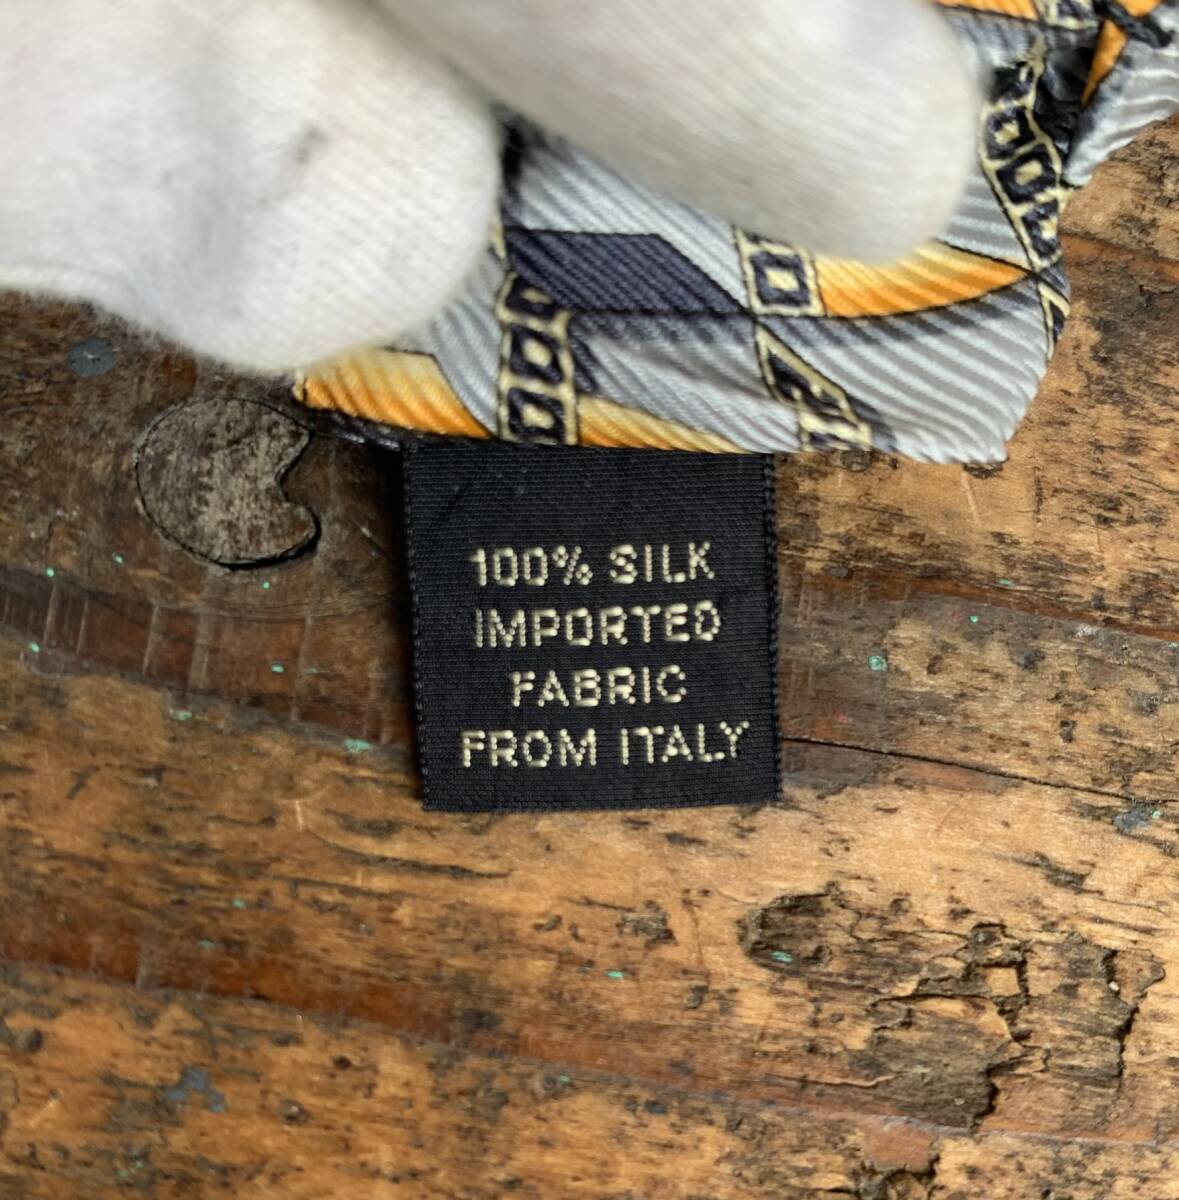 100% SILK
IMPORTED
FABRIC
FROM ITALY